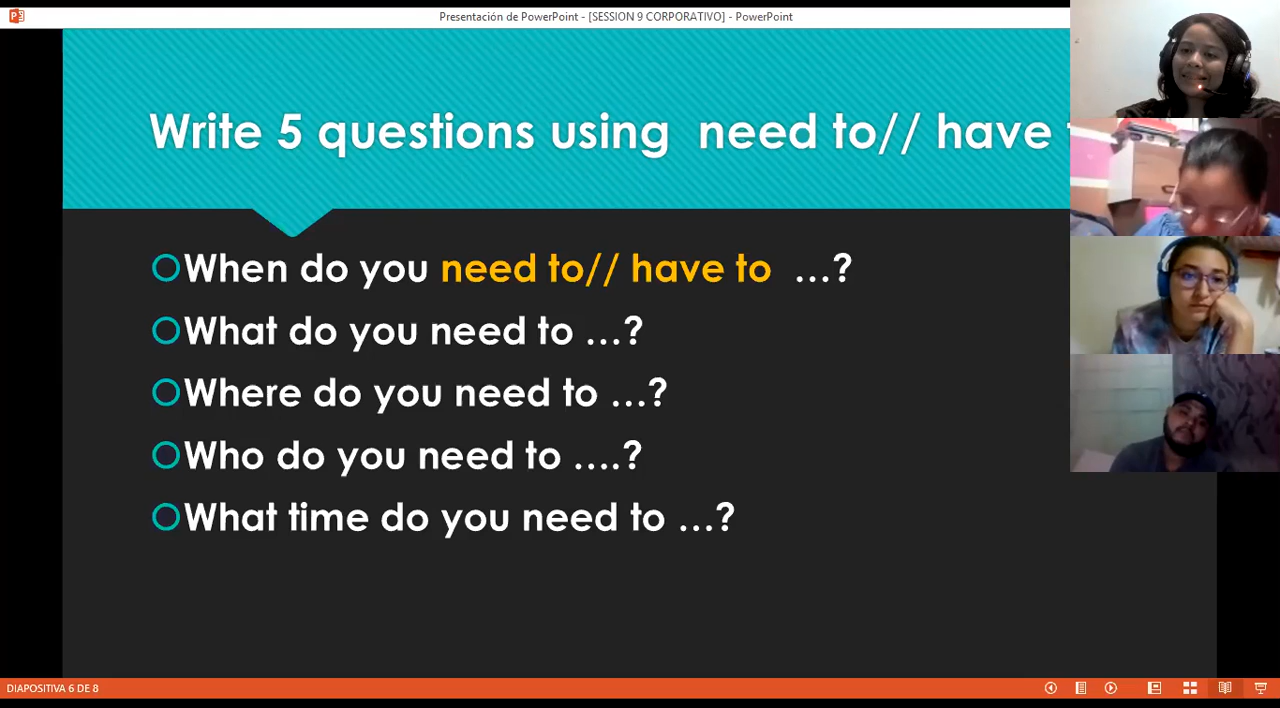 Presentación de PowerPoint - [SESSION 9 CORPORATIVO] - PowerPoint
Write 5 questions using need to// have
When do you need to// have to ...?
What do you need to ...?
Where do you need to ...?
Who do you need to ....?
What time do you need to ...?
DIAPOSITIVA 6 DE 8